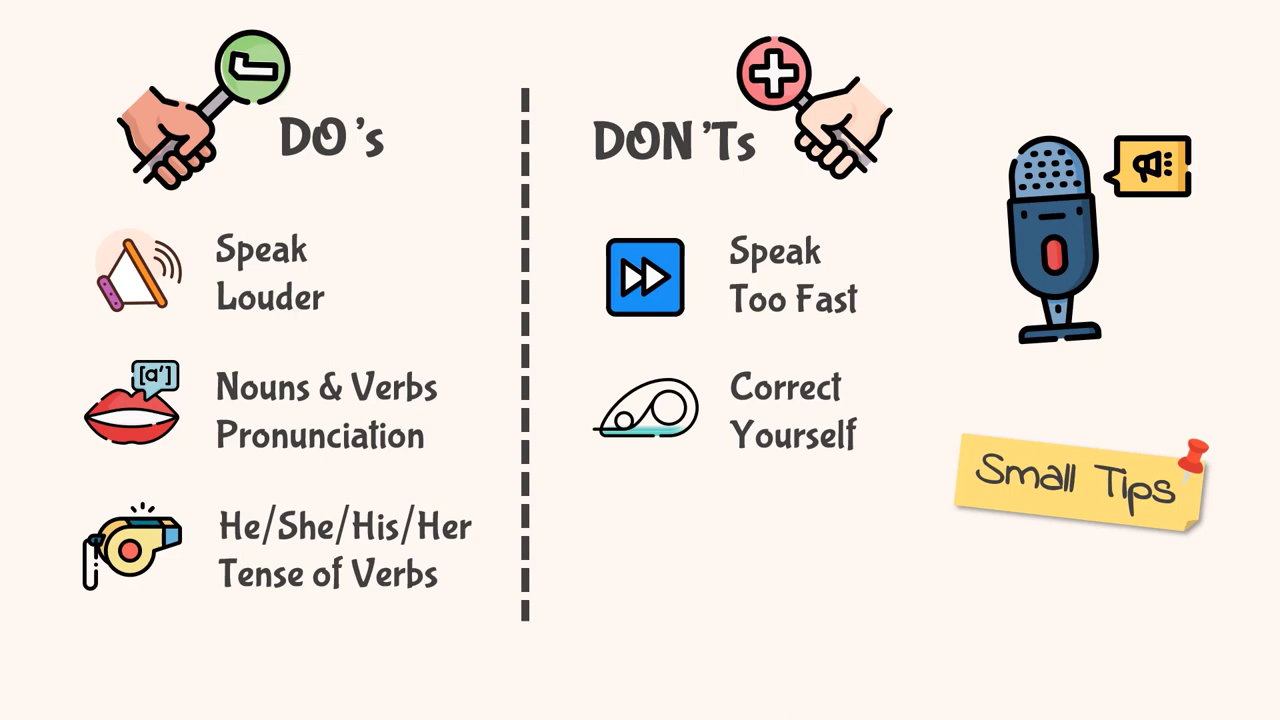 DO's
Speak
Louder
[a']
Nouns & Verbs
Pronunciation
He/She/His/Her
Tense of Verbs
DON'Ts
Speak
Too Fast
Correct
Yourself
A
Small Tips